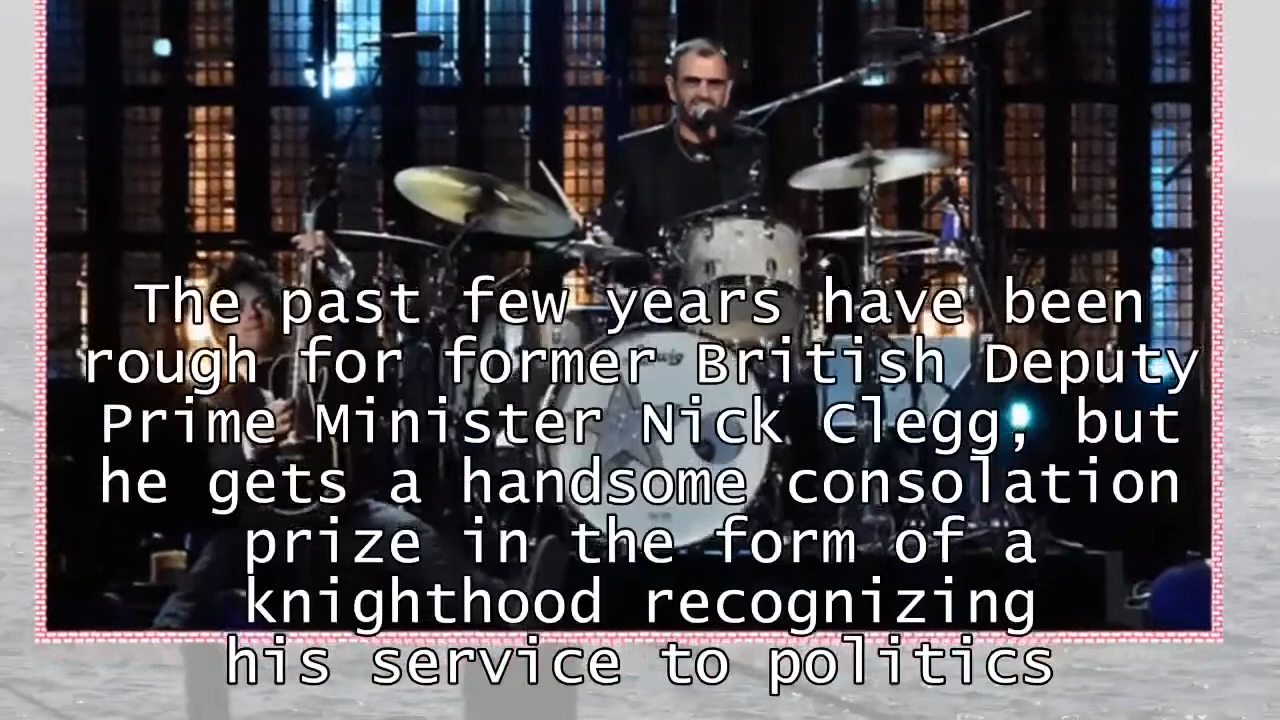 The past few years have been
rough for former British Deputy
Prime Minister Nick Clegg, but
he gets a handsome consolation
prize in the form of a
knighthood recognizing
his service to politics